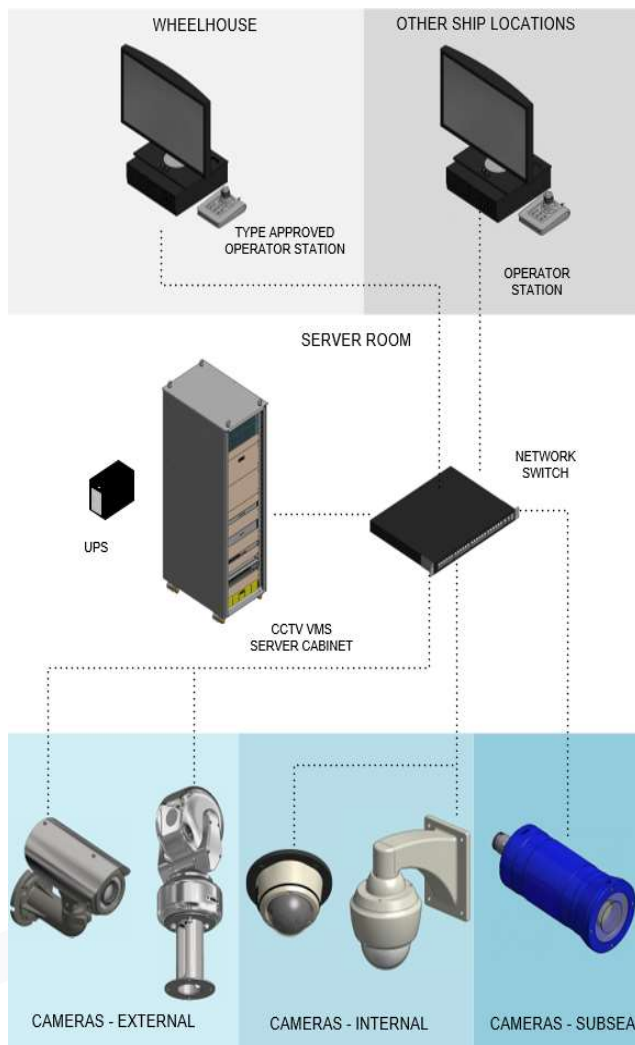 WHEELHOUSE
OTHER SHIP LOCATIONS
TYPE APPROVED
OPERATOR STATION
OPERATOR
STATION
SERVER ROOM
NETWORK
SWITCH
UPS
CCTV VMS
SERVER CABINET
CAMERAS - EXTERNAL
CAMERAS - INTERNAL
CAMERAS - SUBSEA